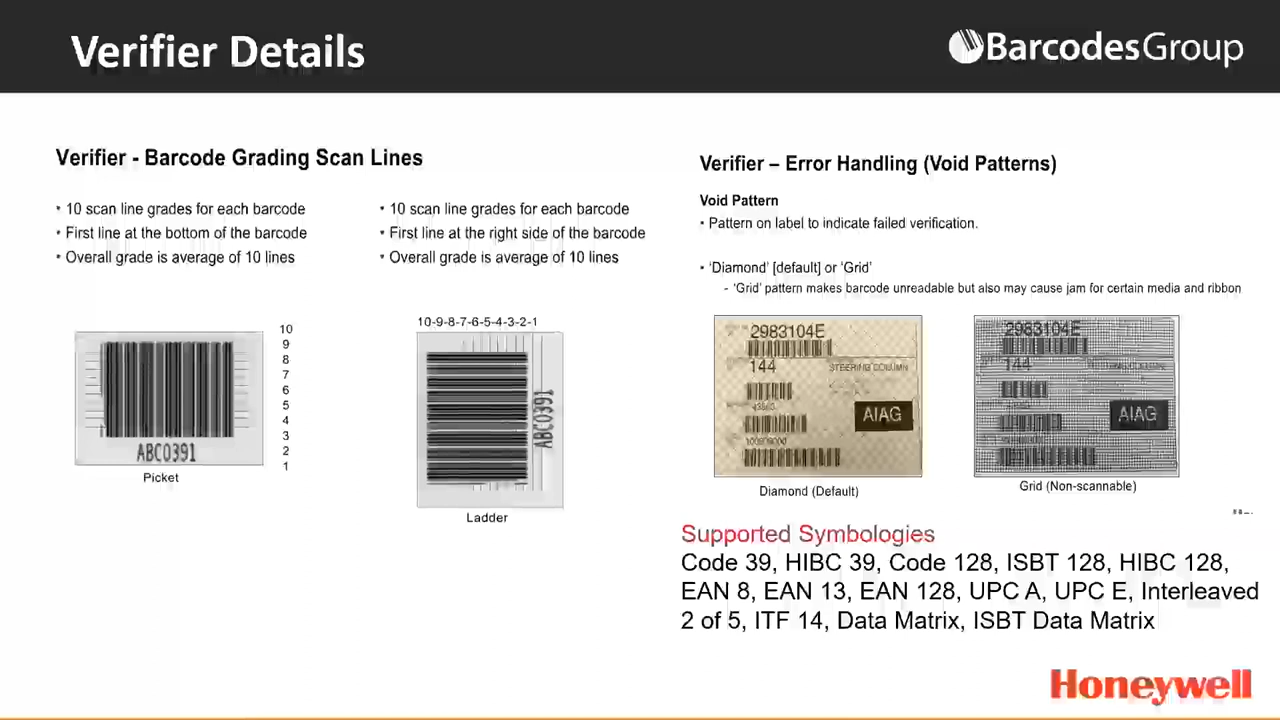 Verifier Details
BarcodesGroup
Verifier - Barcode Grading Scan Lines
• 10 scan line grades for each barcode
• First line at the bottom of the barcode
• Overall grade is average of 10 lines
• 10 scan line grades for each barcode
• First line at the right side of the barcode
• Overall grade is average of 10 lines
10
9
8
7
6
5
4
3
2
1
ABC0391
Picket
10-9-8-7-6-5-4-3-2-1
ABC0391
Ladder
Verifier – Error Handling (Void Patterns)
Void Pattern
• Pattern on label to indicate failed verification.
• 'Diamond' [default] or 'Grid'
- 'Grid' pattern makes barcode unreadable but also may cause jam for certain media and ribbon
2983104E
144
STEERING COLUMN
AIAG
Diamond (Default)
2983104E
144
AIAG
Grid (Non-scannable)
Supported Symbologies
Code 39, HIBC 39, Code 128, ISBT 128, HIBC 128,
EAN 8, EAN 13, EAN 128, UPC A, UPC E, Interleaved
2 of 5, ITF 14, Data Matrix, ISBT Data Matrix
Honeywell